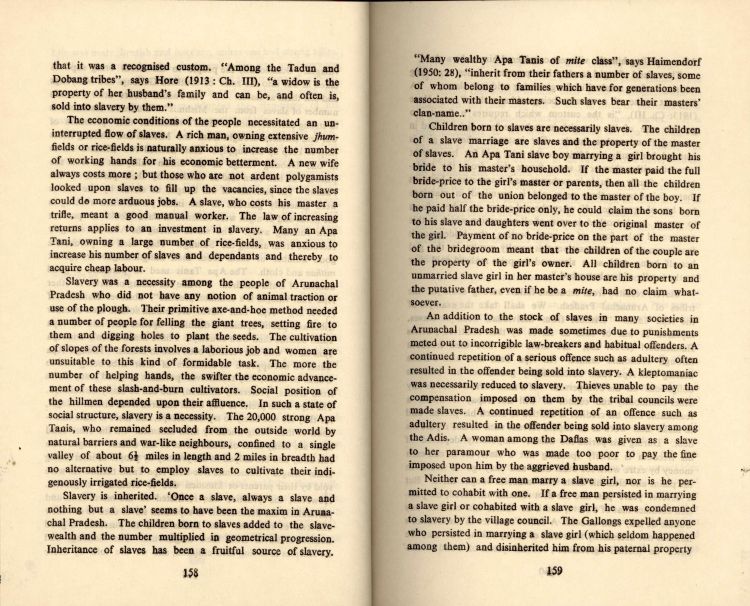 that it was a recognised custom. "Among the Tadun and
Dobang tribes", says Hore (1913 : Ch. III), "a widow is the
property of her husband's family and can be, and often is,
sold into slavery by them."
The economic conditions of the people necessitated an un-
interrupted flow of slaves. A rich man, owning extensive jhum-
fields or rice-fields is naturally anxious to increase the number
of working hands for his economic betterment. A new wife
always costs more ; but those who are not ardent polygamists
looked upon slaves to fill up the vacancies, since the slaves
could do more arduous jobs. A slave, who costs his master a
trifle, meant a good manual worker. The law of increasing
returns applies to an investment in slavery. Many an Apa
Tani, owning a large number of rice-fields, was anxious to
increase his number of slaves and dependants and thereby to
acquire cheap labour.
Slavery was a necessity among the people of Arunachal
Pradesh who did not have any notion of animal traction or
use of the plough. Their primitive axe-and-hoe method needed
a number of people for felling the giant trees, setting fire to
them and digging holes to plant the seeds. The cultivation
of slopes of the forests involves a laborious job and women are
unsuitable to this kind of formidable task. The more the
number of helping hands, the swifter the economic advance-
ment of these slash-and-burn cultivators. Social position of
the hillmen depended upon their affluence. In such a state of
social structure, slavery is a necessity. The 20,000 strong Apa
Tanis, who remained secluded from the outside world by
natural barriers and war-like neighbours, confined to a single
valley of about 6½ miles in length and 2 miles in breadth had
no alternative but to employ slaves to cultivate their indi-
genously irrigated rice-fields.
Slavery is inherited. 'Once a slave, always a slave and
nothing but a slave' seems to have been the maxim in Aruna-
chal Pradesh. The children born to slaves added to the slave-
wealth and the number multiplied in geometrical progression.
Inheritance of slaves has been a fruitful source of slavery.
158
"Many wealthy Apa Tanis of mite class", says Haimendorf
(1950: 28), "inherit from their fathers a number of slaves, some
of whom belong to families which have for generations been
associated with their masters. Such slaves bear their masters'
clan-name.."
Children born to slaves are necessarily slaves. The children
of a slave marriage are slaves and the property of the master
of slaves. An Apa Tani slave boy marrying a girl brought his
bride to his master's household. If the master paid the full
bride-price to the girl's master or parents, then all the children
born out of the union belonged to the master of the boy. If
he paid half the bride-price only, he could claim the sons born
to his slave and daughters went over to the original master of
the girl. Payment of no bride-price on the part of the master
of the bridegroom meant that the children of the couple are
the property of the girl's owner. All children born to an
unmarried slave girl in her master's house are his property and
the putative father, even if he be a mite, had no claim what-
soever.
An addition to the stock of slaves in many societies in
Arunachal Pradesh was made sometimes due to punishments
meted out to incorrigible law-breakers and habitual offenders. A
continued repetition of a serious offence such as adultery often
resulted in the offender being sold into slavery. A kleptomaniac
was necessarily reduced to slavery. Thieves unable to pay the
compensation imposed on them by the tribal councils were
made slaves. A continued repetition of an offence such as
adultery resulted in the offender being sold into slavery among
the Adis. A woman among the Daflas was given as a slave
to her paramour who was made too poor to pay the fine
imposed upon him by the aggrieved husband.
Neither can a free man marry a slave girl, nor is he per-
mitted to cohabit with one. If a free man persisted in marrying
a slave girl or cohabited with a slave girl, he was condemned
to slavery by the village council. The Gallongs expelled anyone
who persisted in marrying a slave girl (which seldom happened
among them) and disinherited him from his paternal property
159